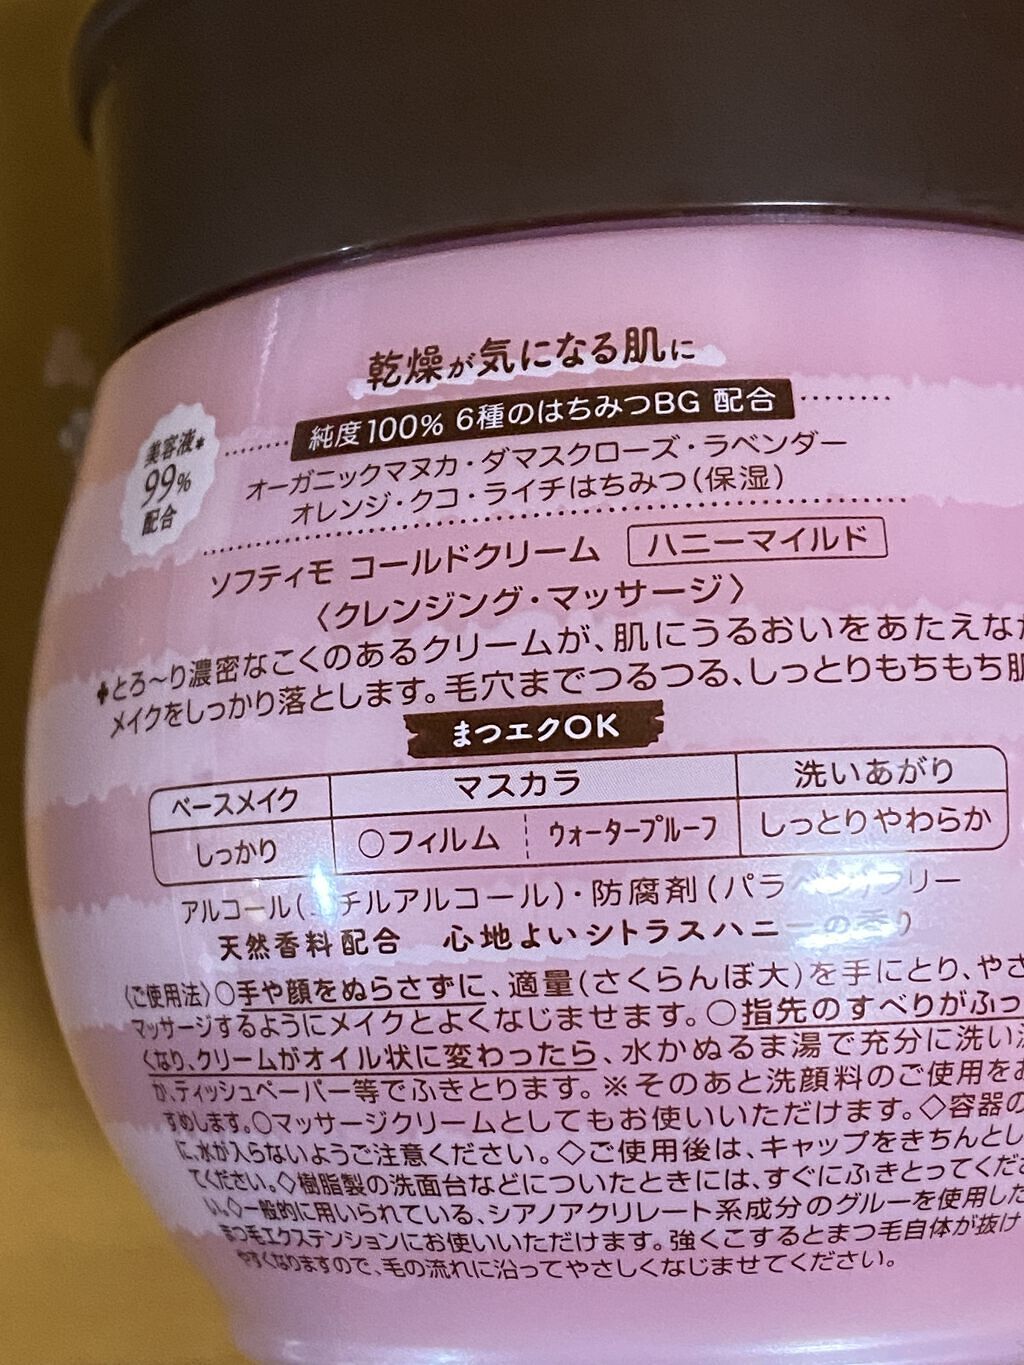 乾燥が気になる肌に
純度100% 6種のはちみつBG 配合
美容液*
99%
配合
オーガニックマヌカ・ダマスクローズ・ラベンダー
オレンジ・クコ・ライチはちみつ(保湿)
ソフティモ コールドクリーム ハニーマイルド
〈クレンジング・マッサージ〉
とろ〜り濃密なこくのあるクリームが、肌にうるおいをあたえなが
メイクをしっかり落とします。毛穴までつるつる、しっとりもちもち肌
まつエクOK
ベースメイク マスカラ 洗いあがり
しっかり ○フィルム ウォータープルーフ しっとりやわらか
アルコール(エチルアルコール)・防腐剤(パラベン)フリー
天然香料配合 心地よいシトラスハニーの香り
〈ご使用法〉○手や顔をぬらさずに、適量(さくらんぼ大)を手にとり、やさ
マッサージするようにメイクとよくなじませます。○指先のすべりがふっ
くなり、クリームがオイル状に変わったら、水かぬるま湯で充分に洗い流
か、ティッシュペーパー等でふきとります。※そのあと洗顔料のご使用をお
すめします。○マッサージクリームとしてもお使いいただけます。◇容器の
に、水が入らないようご注意ください。◇ご使用後は、キャップをきちんとし
てください。◇樹脂製の洗面台などについたときには、すぐにふきとってくださ
い。◇一般的に用いられている、シアノアクリレート系成分のグルーを使用した
まつ毛エクステンションにお使いいただけます。強くこするとまつ毛自体が抜け
やすくなりますので、毛の流れに沿ってやさしくなじませてください。